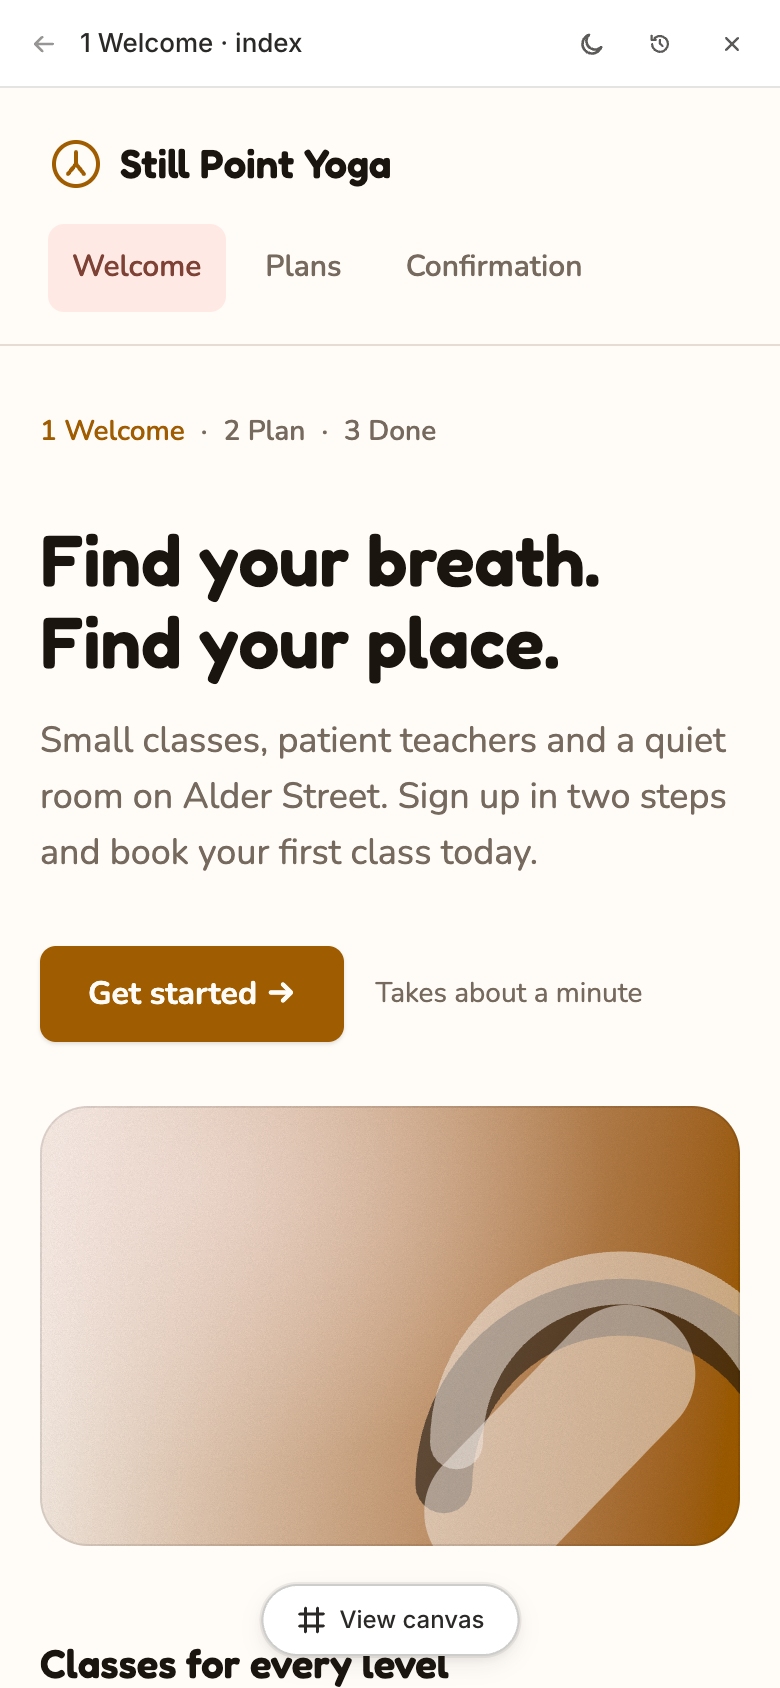 1 Welcome · index
Still Point Yoga
Welcome Plans Confirmation
1 Welcome · 2 Plan · 3 Done
Find your breath.
Find your place.
Small classes, patient teachers and a quiet
room on Alder Street. Sign up in two steps
and book your first class today.
Get started → Takes about a minute
View canvas
Classes for every level